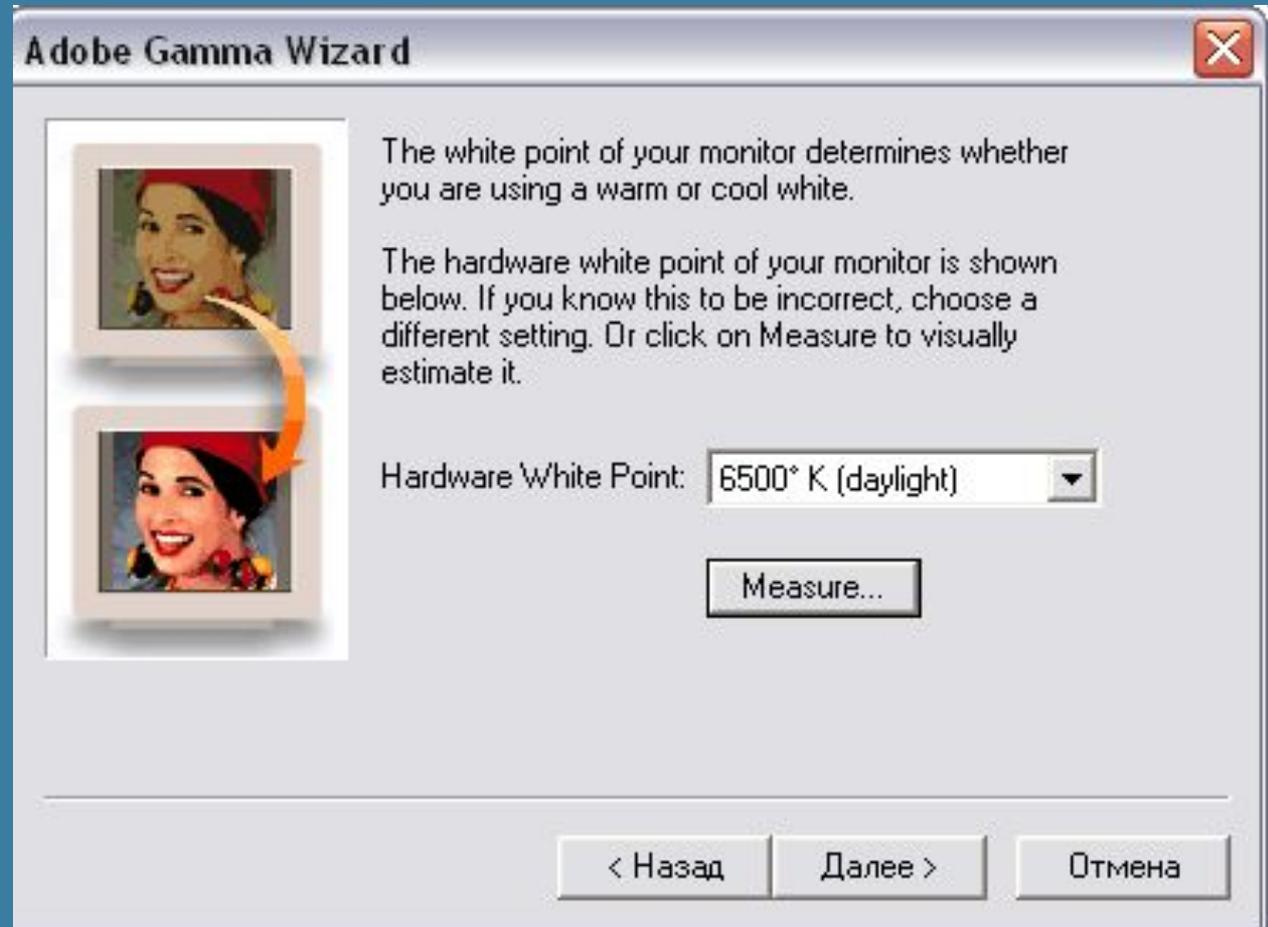 Adobe Gamma Wizard
The white point of your monitor determines whether
you are using a warm or cool white.
The hardware white point of your monitor is shown
below. If you know this to be incorrect, choose a
different setting. Or click on Measure to visually
estimate it.
Hardware White Point: 6500° K (daylight)
Measure...
< Назад Далее > Отмена